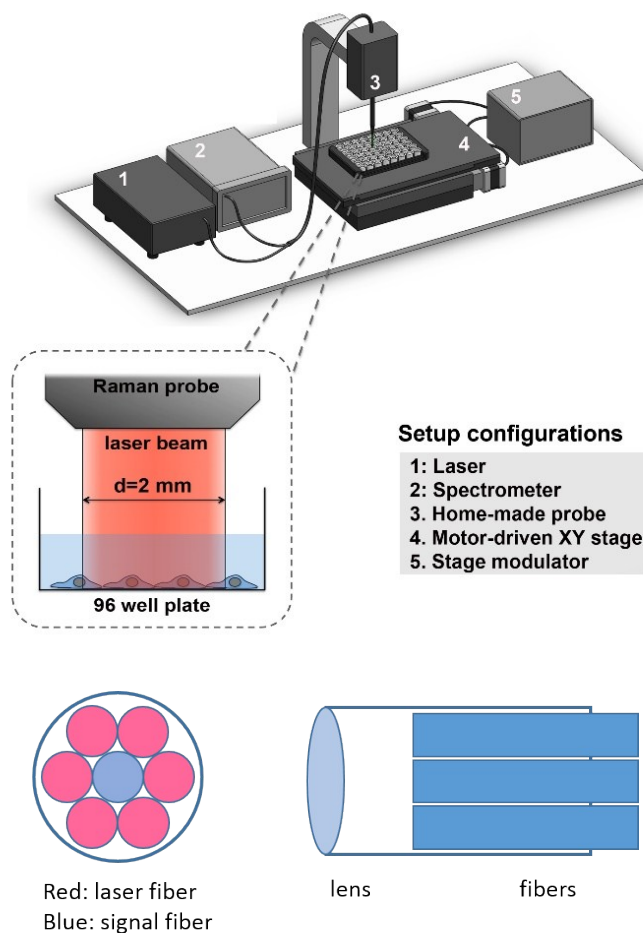 1
2
3
4
5
Raman probe
laser beam
d=2 mm
96 well plate
Setup configurations
1: Laser
2: Spectrometer
3. Home-made probe
4. Motor-driven XY stage
5. Stage modulator
Red: laser fiber
Blue: signal fiber
lens
fibers